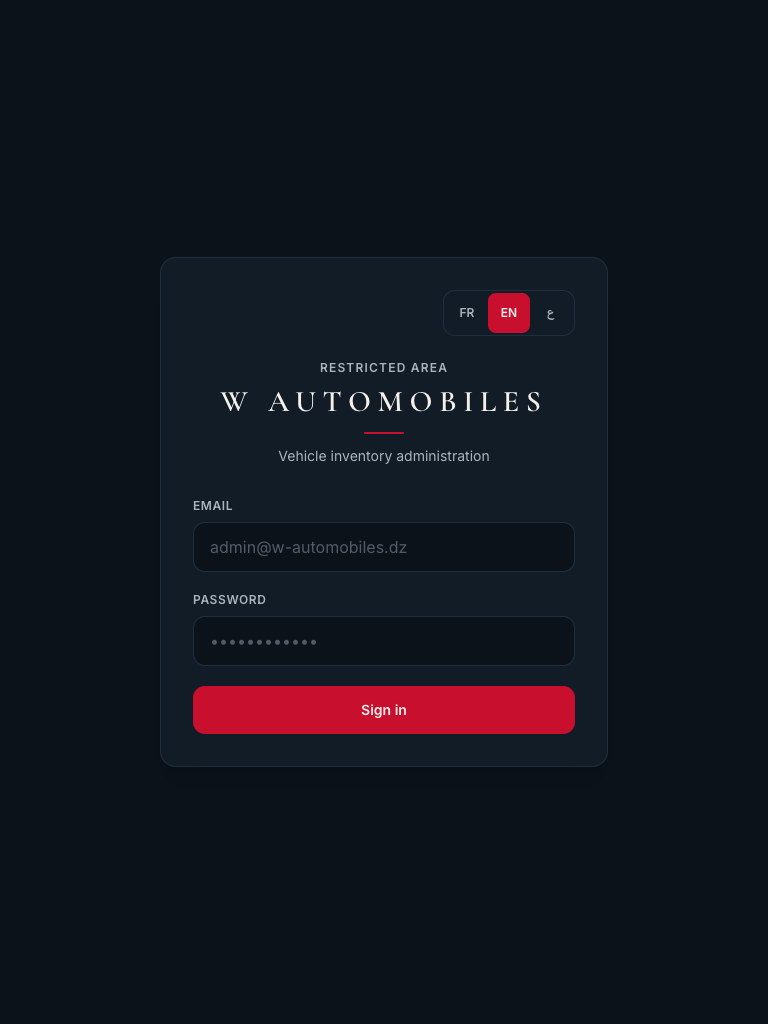 FR EN ع
RESTRICTED AREA
W AUTOMOBILES
Vehicle inventory administration
EMAIL
admin@w-automobiles.dz
PASSWORD
••••••••••••
Sign in